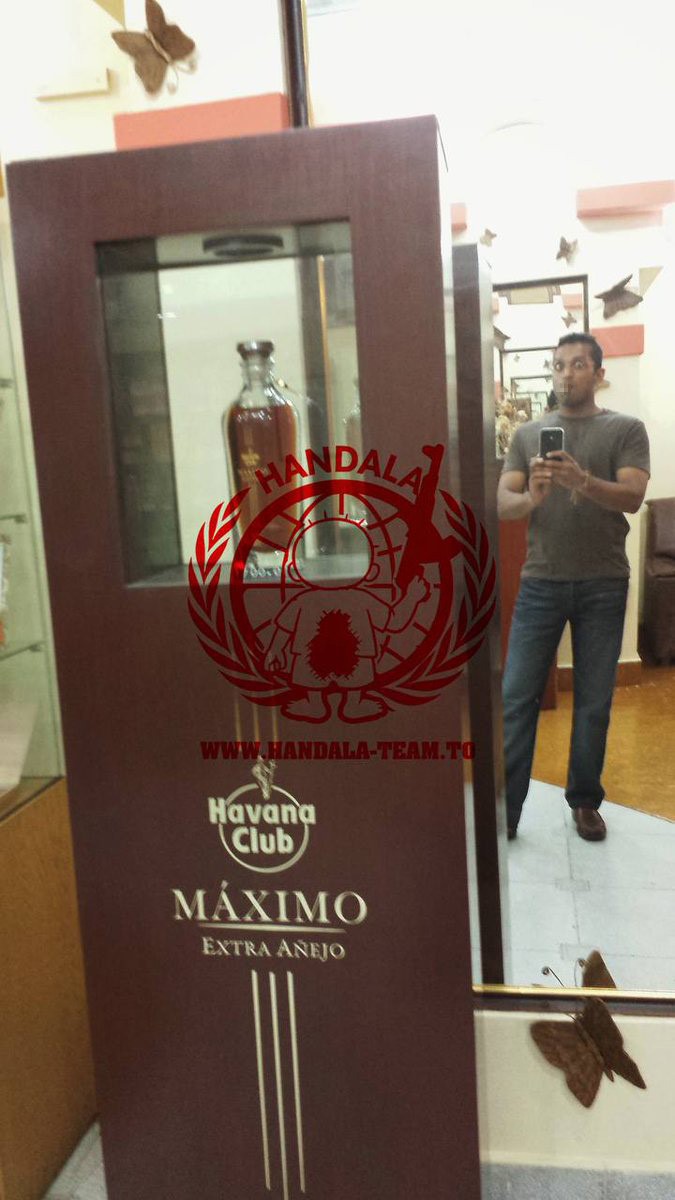 HANDALA
WWW.HANDALA-TEAM.TO
Havana
Club
MÁXIMO
EXTRA AÑEJO